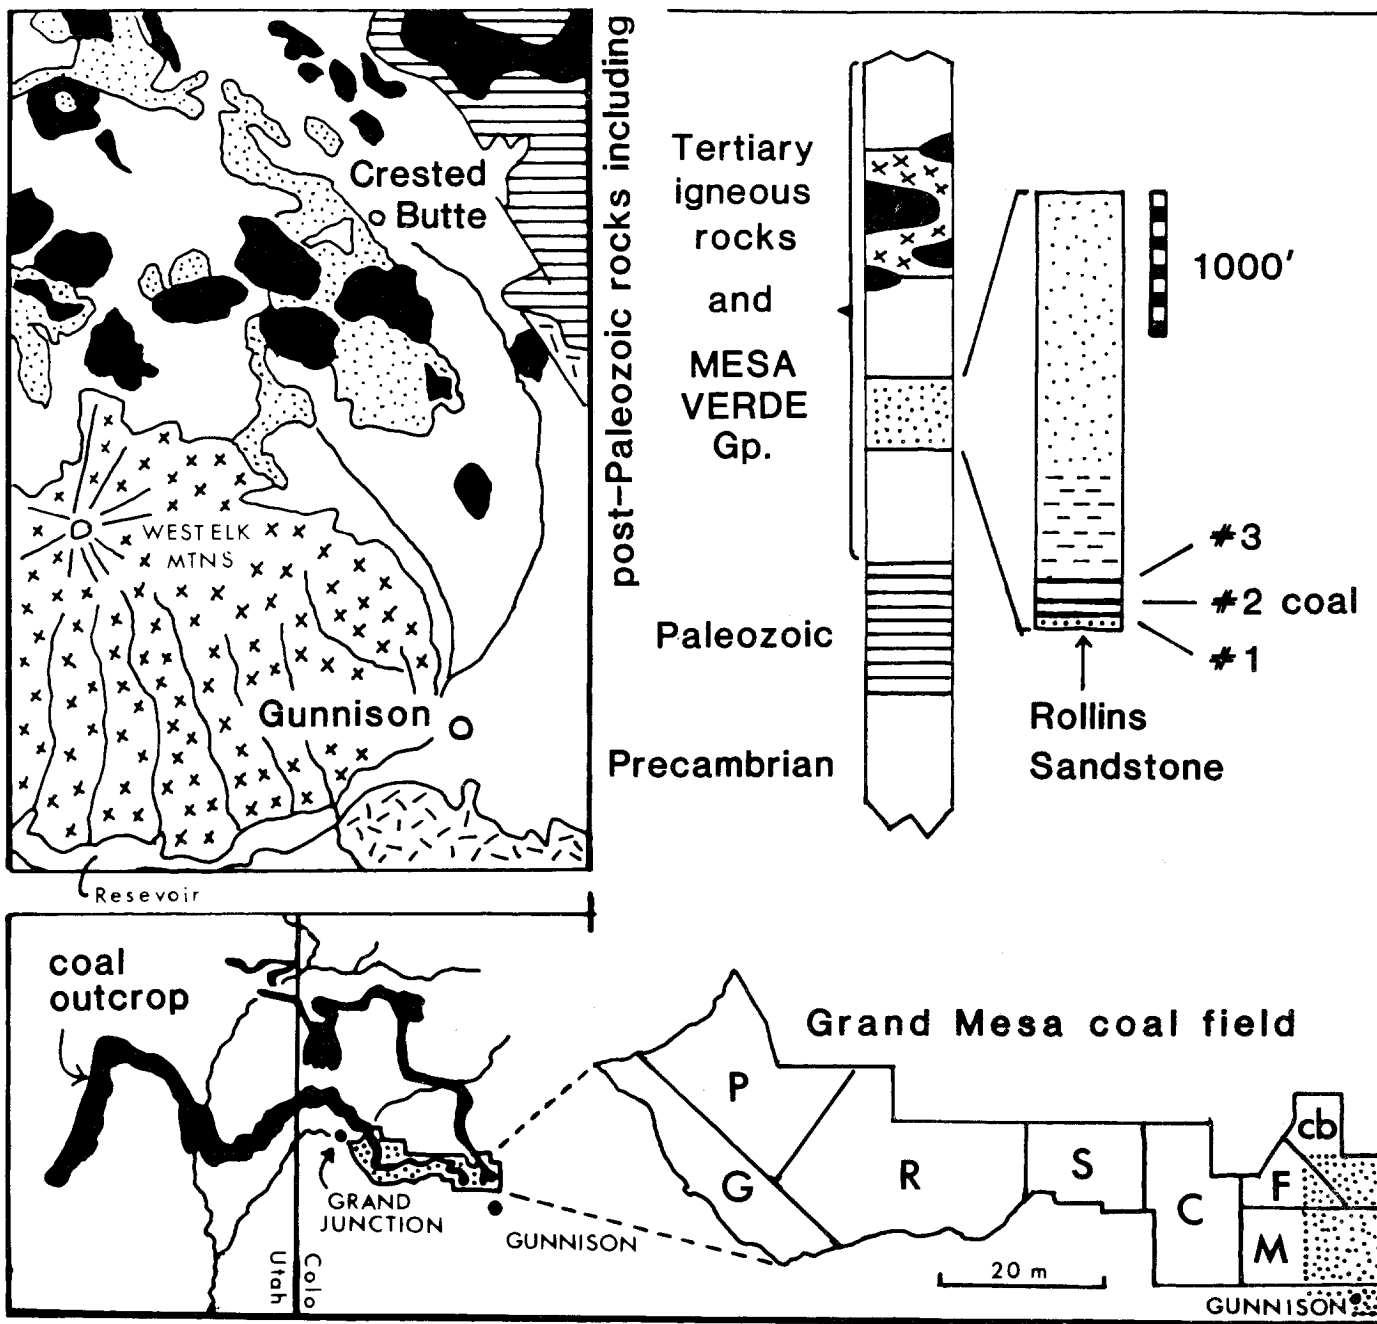 Crested
Butte
WEST ELK
MTNS
Gunnison
Resevoir
post-Paleozoic rocks including
Tertiary
igneous
rocks
and
MESA
VERDE
Gp.
Paleozoic
Precambrian
1000'
#3
#2 coal
#1
Rollins
Sandstone
coal
outcrop
GRAND
JUNCTION
GUNNISON
Utah
Colo
Grand Mesa coal field
P
G
R
S
C
cb
F
M
20 m
GUNNISON